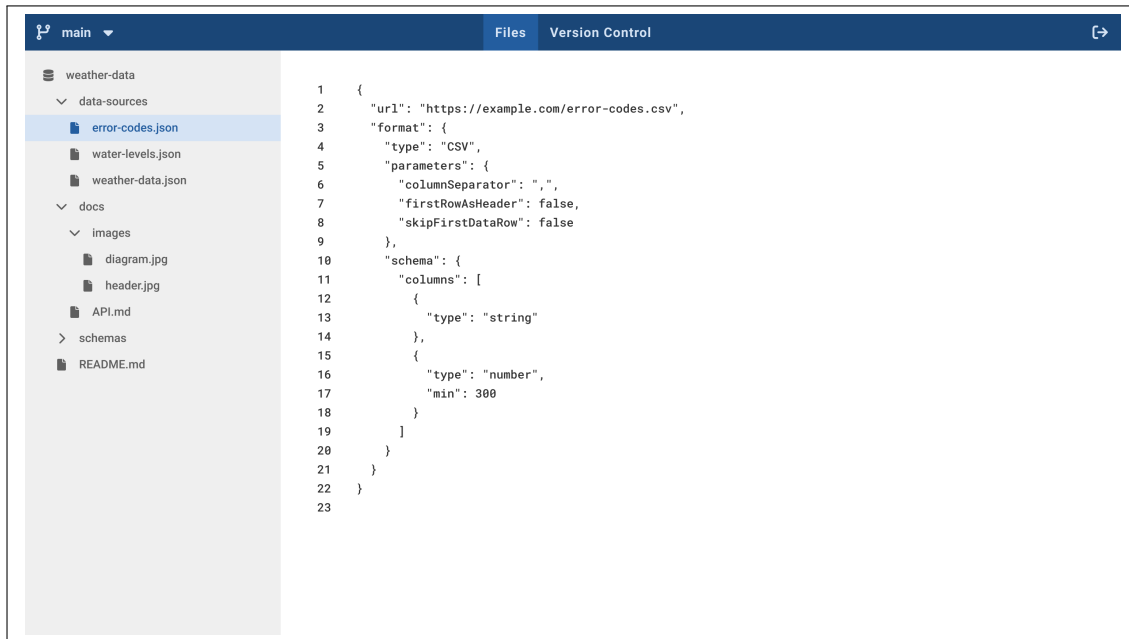 main
Files Version Control
weather-data
data-sources
error-codes.json
water-levels.json
weather-data.json
docs
images
diagram.jpg
header.jpg
API.md
schemas
README.md
1 {
2 "url": "https://example.com/error-codes.csv",
3 "format": {
4 "type": "CSV",
5 "parameters": {
6 "columnSeparator": ",",
7 "firstRowAsHeader": false,
8 "skipFirstDataRow": false
9 },
10 "schema": {
11 "columns": [
12 {
13 "type": "string"
14 },
15 {
16 "type": "number",
17 "min": 300
18 }
19 ]
20 }
21 }
22 }
23